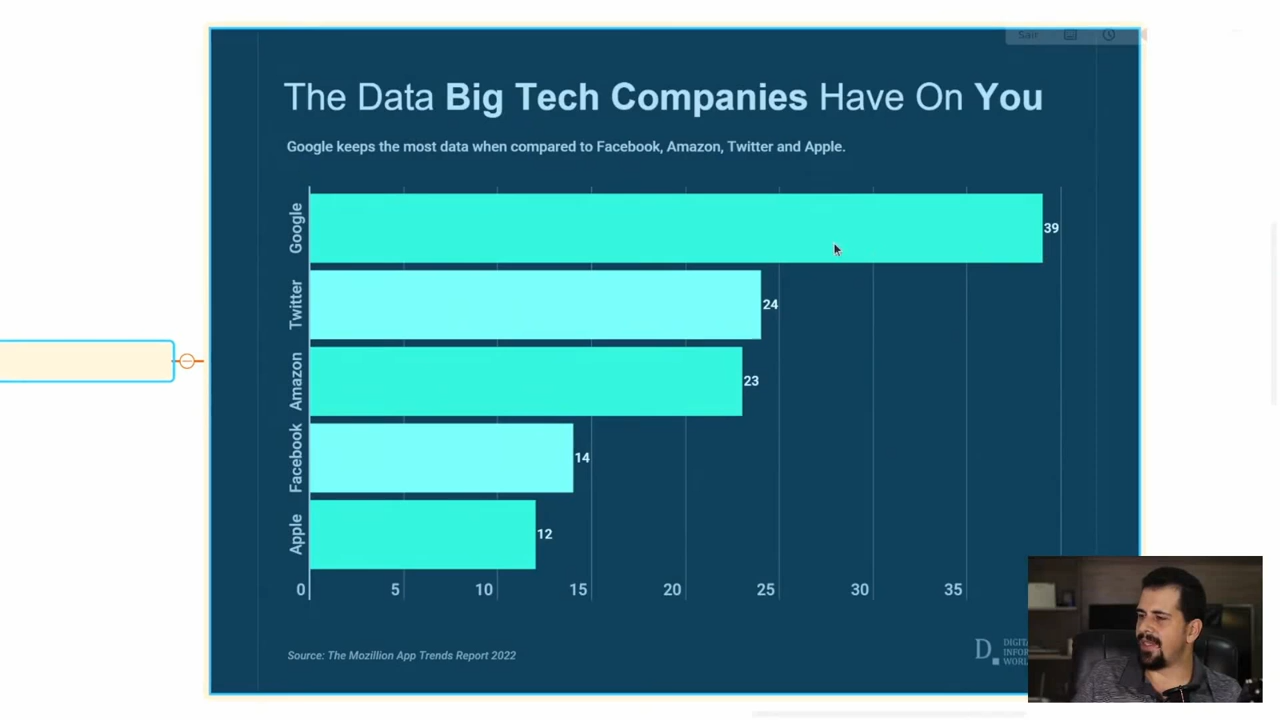 Sair
The Data Big Tech Companies Have On You
Google keeps the most data when compared to Facebook, Amazon, Twitter and Apple.
Google
39
Twitter
24
Amazon
23
Facebook
14
Apple
12
0 5 10 15 20 25 30 35
Source: The Mozillion App Trends Report 2022
D.